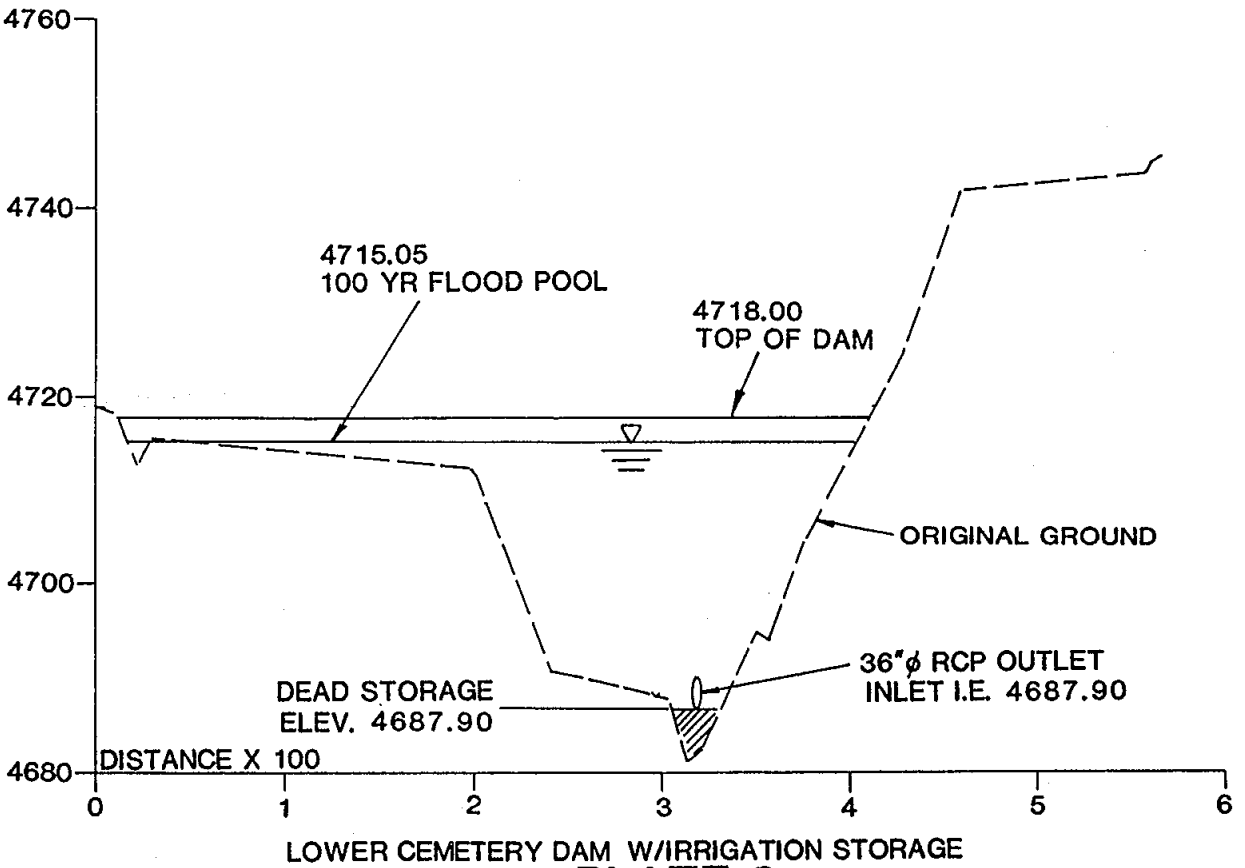 4760
4740
4715.05
100 YR FLOOD POOL
4718.00
TOP OF DAM
4720
ORIGINAL GROUND
4700
36"φ RCP OUTLET
INLET I.E. 4687.90
DEAD STORAGE
ELEV. 4687.90
DISTANCE X 100
4680
0 1 2 3 4 5 6
LOWER CEMETERY DAM W/IRRIGATION STORAGE